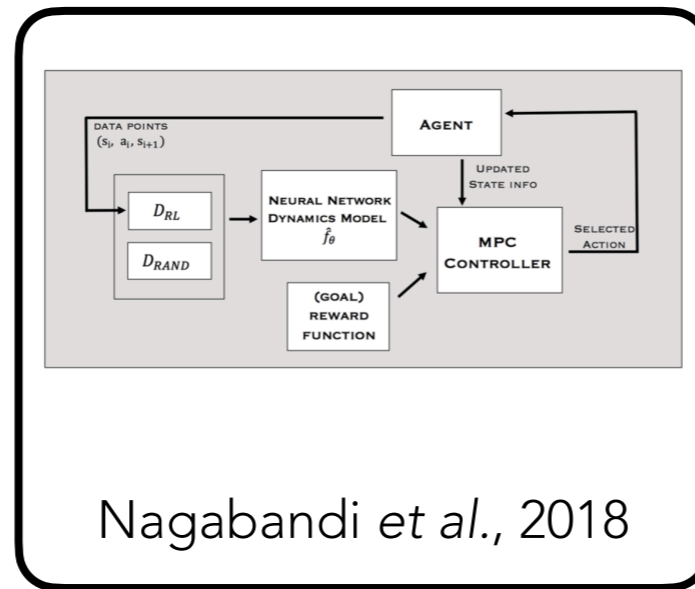 DATA POINTS
(sᵢ, aᵢ, sᵢ₊₁)
AGENT
UPDATED
STATE INFO
D_RL
D_RAND
NEURAL NETWORK
DYNAMICS MODEL
f̂_θ
MPC
CONTROLLER
SELECTED
ACTION
(GOAL)
REWARD
FUNCTION
Nagabandi et al., 2018